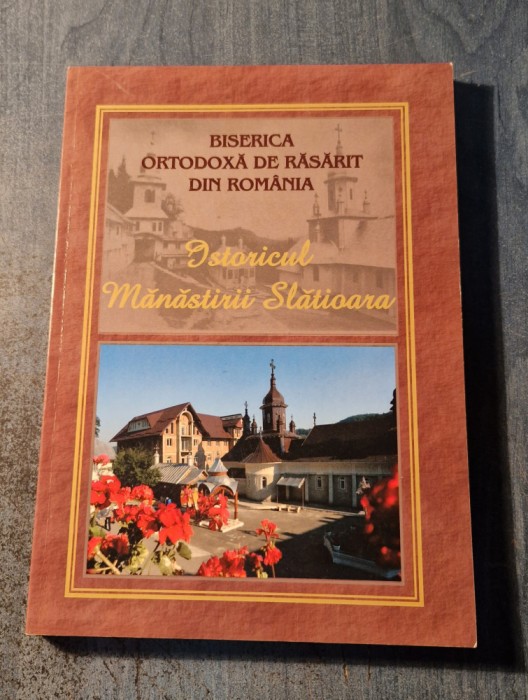 BISERICA
ORTODOXĂ DE RĂSĂRIT
DIN ROMÂNIA
Istoricul
Mănăstirii Slătioara